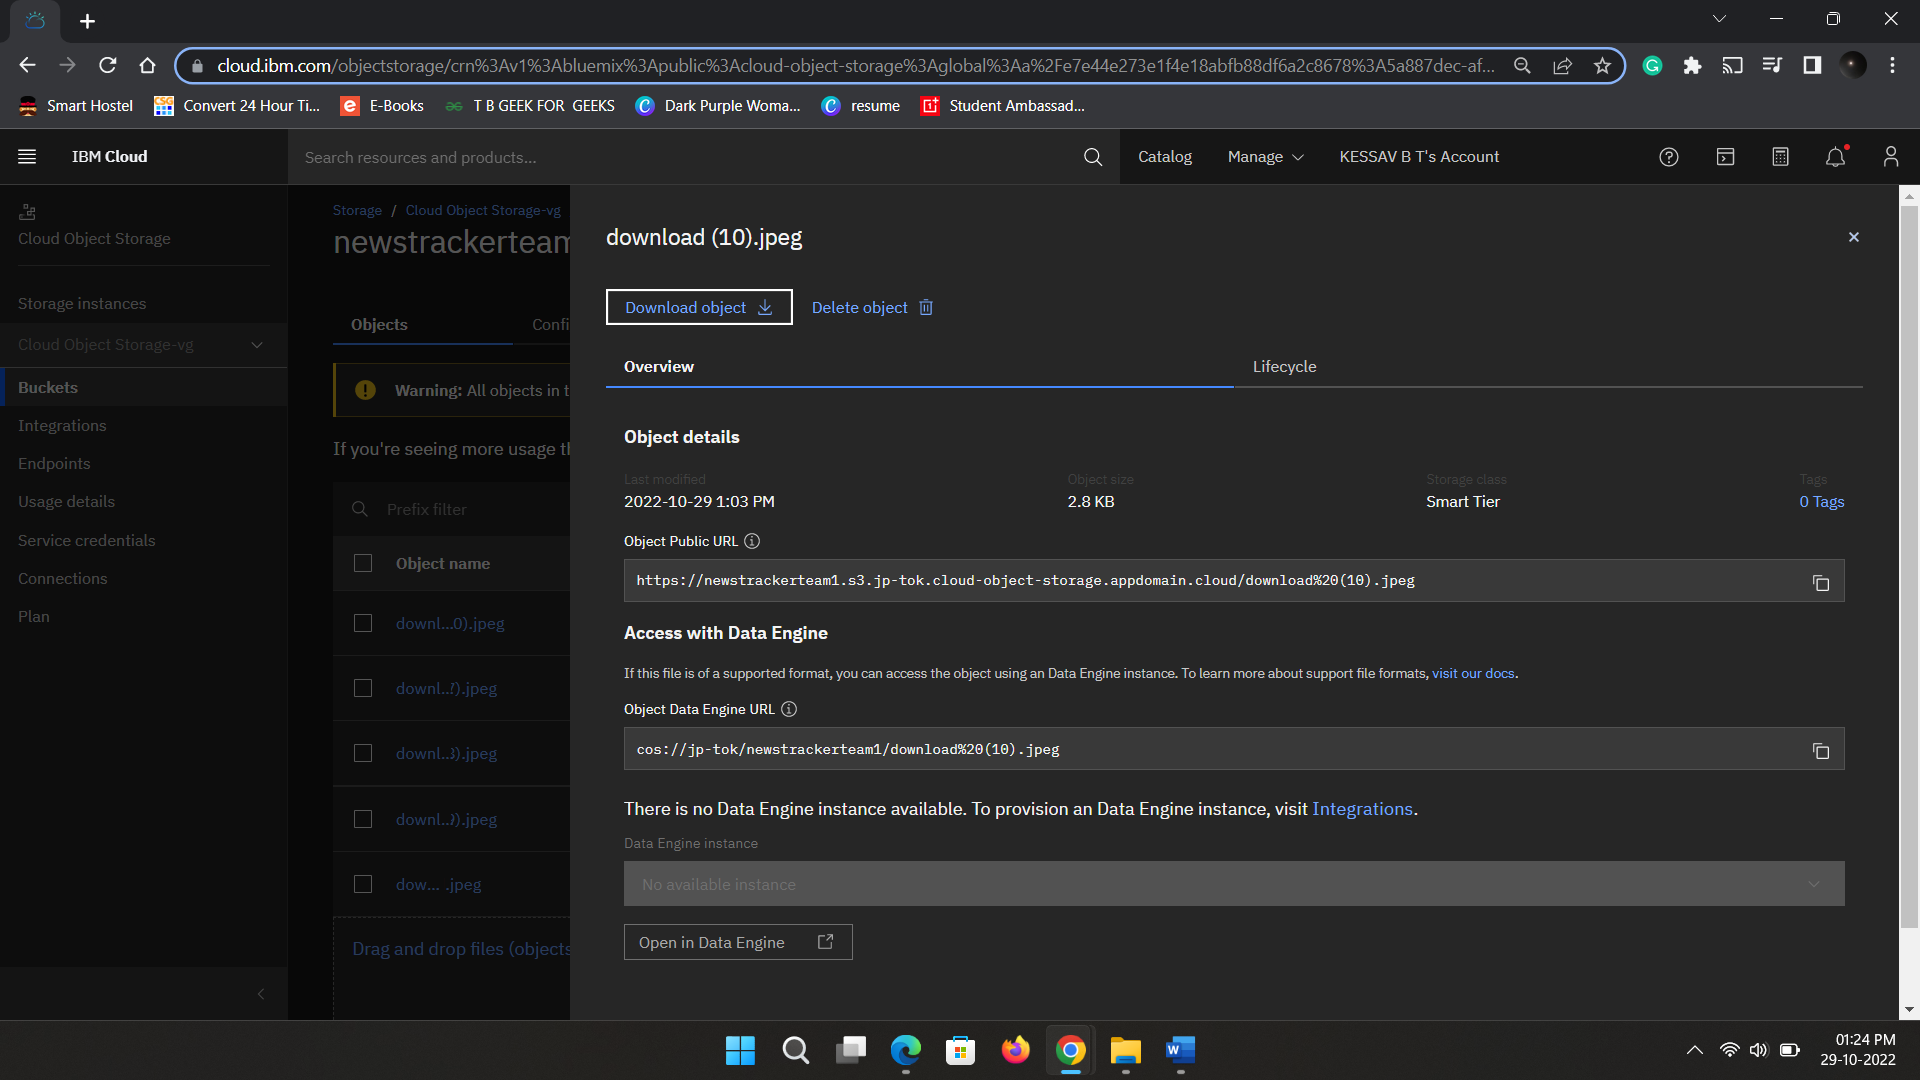 cloud.ibm.com/objectstorage/crn%3Av1%3Abluemix%3Apublic%3Acloud-object-storage%3Aglobal%3Aa%2Fe7e44e273e1f4e18abfb88df6a2c8678%3A5a887dec-af...
Smart Hostel Convert 24 Hour Ti... E-Books T B GEEK FOR GEEKS Dark Purple Woma... resume Student Ambassad...
IBM Cloud Search resources and products... Catalog Manage KESSAV B T's Account
Cloud Object Storage
Storage instances
Cloud Object Storage-vg
Buckets
Integrations
Endpoints
Usage details
Service credentials
Connections
Plan
Storage / Cloud Object Storage-vg
newstrackerteam
Objects Confi
Warning: All objects in t
If you're seeing more usage th
Prefix filter
Object name
downl...0).jpeg
downl...?).jpeg
downl...3).jpeg
dow... .jpeg
Drag and drop files (objects
download (10).jpeg
Download object Delete object
Overview Lifecycle
Object details
Last modified Object size Storage class Tags
2022-10-29 1:03 PM 2.8 KB Smart Tier 0 Tags
Object Public URL
https://newstrackerteam1.s3.jp-tok.cloud-object-storage.appdomain.cloud/download%20(10).jpeg
Access with Data Engine
If this file is of a supported format, you can access the object using an Data Engine instance. To learn more about support file formats, visit our docs.
Object Data Engine URL
cos://jp-tok/newstrackerteam1/download%20(10).jpeg
There is no Data Engine instance available. To provision an Data Engine instance, visit Integrations.
Data Engine instance
No available instance
Open in Data Engine
01:24 PM
29-10-2022